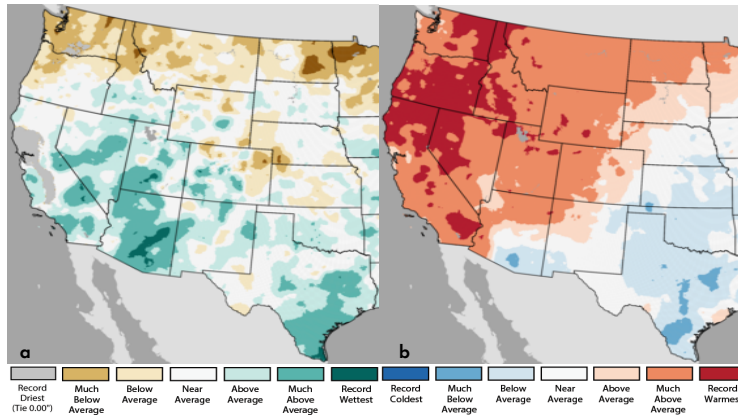 a
b
Record
Driest
(Tie 0.00")
Much
Below
Average
Below
Average
Near
Average
Above
Average
Much
Above
Average
Record
Wettest
Record
Coldest
Much
Below
Average
Below
Average
Near
Average
Above
Average
Much
Above
Average
Record
Warmest